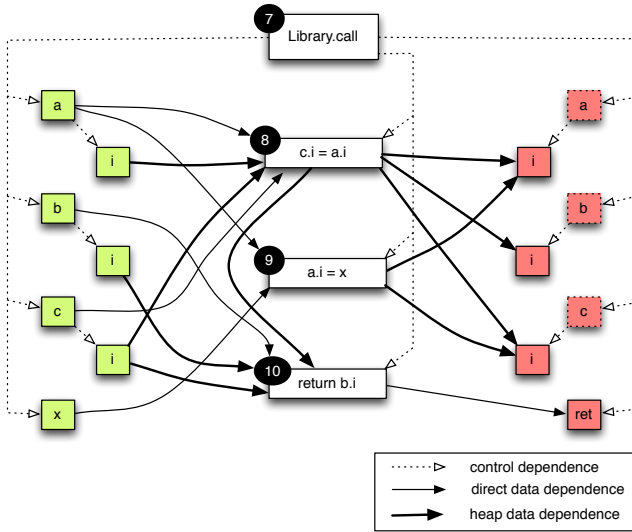 7
Library.call
a
a
8
i
c.i = a.i
i
b
b
9
i
a.i = x
i
c
c
i
i
10
return b.i
x
ret
control dependence
direct data dependence
heap data dependence